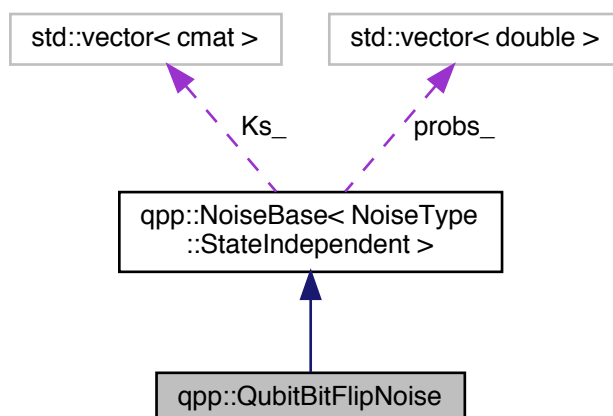 std::vector< cmat >
std::vector< double >
Ks_
probs_
qpp::NoiseBase< NoiseType
::StateIndependent >
qpp::QubitBitFlipNoise